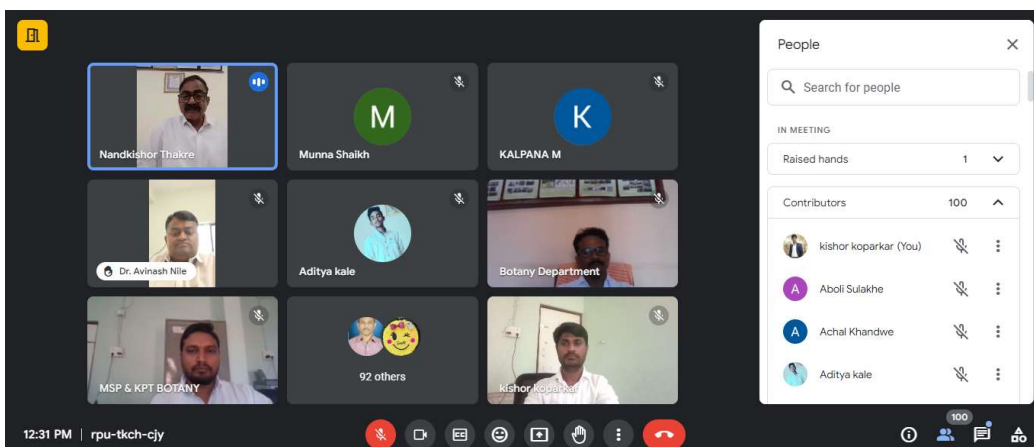 Nandkishor Thakre
M
Munna Shaikh
K
KALPANA M
Dr. Avinash Nile
Aditya kale
Botany Department
MSP & KPT BOTANY
92 others
kishor koparkar
People
Search for people
IN MEETING
Raised hands 1
Contributors 100
kishor koparkar (You)
A Aboli Sulakhe
A Achal Khandwe
Aditya kale
12:31 PM | rpu-tkch-cjy
CC
100